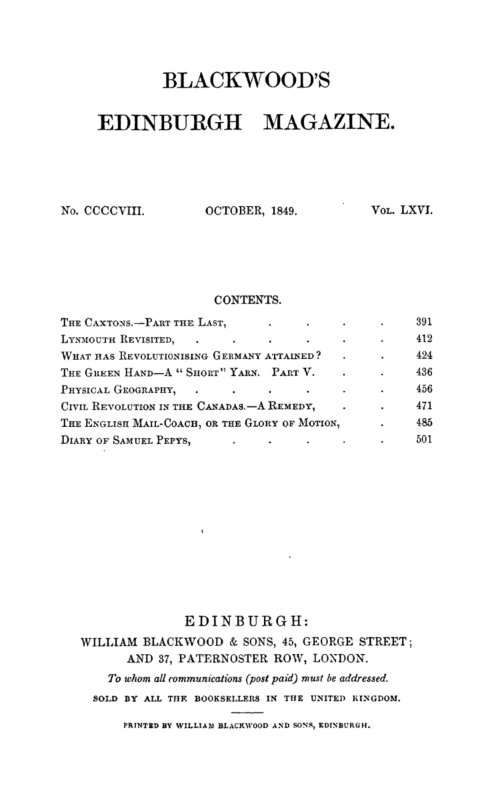 BLACKWOOD'S
EDINBURGH MAGAZINE.
No. CCCCVIII. OCTOBER, 1849. Vol. LXVI.
CONTENTS.
The Caxtons.—Part the Last, . . . . 391
Lynmouth Revisited, . . . . . . 412
What has Revolutionising Germany attained? . . 424
The Green Hand—A "Short" Yarn. Part V. . . 436
Physical Geography, . . . . . . 456
Civil Revolution in the Canadas.—A Remedy, . . 471
The English Mail-Coach, or the Glory of Motion, . 485
Diary of Samuel Pepys, . . . . . 501
EDINBURGH:
WILLIAM BLACKWOOD & SONS, 45, GEORGE STREET;
AND 37, PATERNOSTER ROW, LONDON.
To whom all communications (post paid) must be addressed.
SOLD BY ALL THE BOOKSELLERS IN THE UNITED KINGDOM.
PRINTED BY WILLIAM BLACKWOOD AND SONS, EDINBURGH.